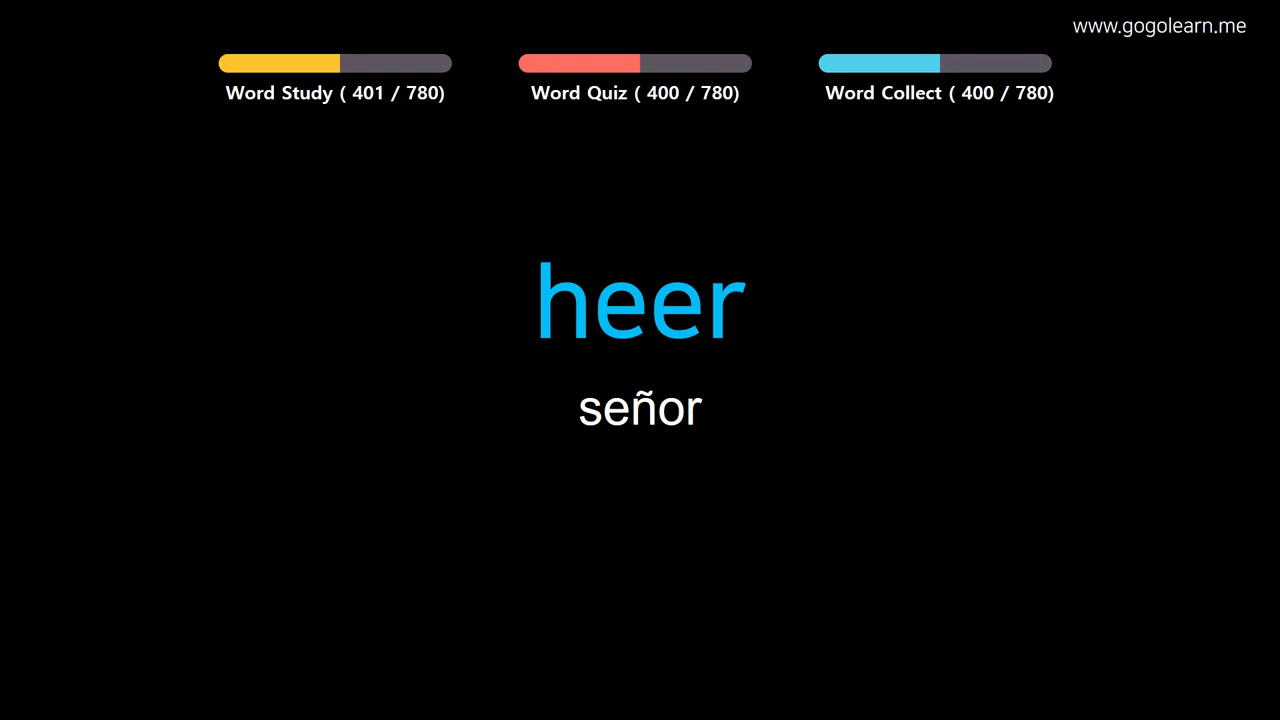 www.gogolearn.me
Word Study ( 401 / 780)
Word Quiz ( 400 / 780)
Word Collect ( 400 / 780)
heer
señor